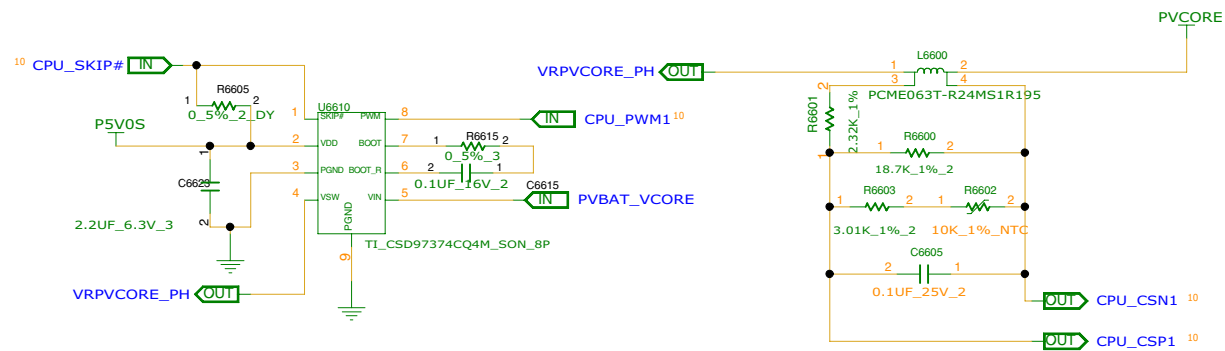 PVCORE
10 CPU_SKIP# IN
VRPVCORE_PH OUT
L6600
1 2
3 4
PCME063T-R24MS1R195
R6605
1 2
0_5%_2_DY
P5V0S
U6610
1 SKIP# PWM 8
IN CPU_PWM1 10
2 VDD BOOT 7
1 R6615 2
0_5%_3
3 PGND BOOT_R 6
2 1
0.1UF_16V_2
C6615
4 VSW VIN 5
IN PVBAT_VCORE
PGND
9
TI_CSD97374CQ4M_SON_8P
1
C6623
2
2.2UF_6.3V_3
VRPVCORE_PH OUT
2
R6601
2.32K_1%
1
R6600
1 2
18.7K_1%_2
R6603
1 2
3.01K_1%_2
R6602
1 2
10K_1%_NTC
C6605
2 1
0.1UF_25V_2
OUT CPU_CSN1 10
OUT CPU_CSP1 10